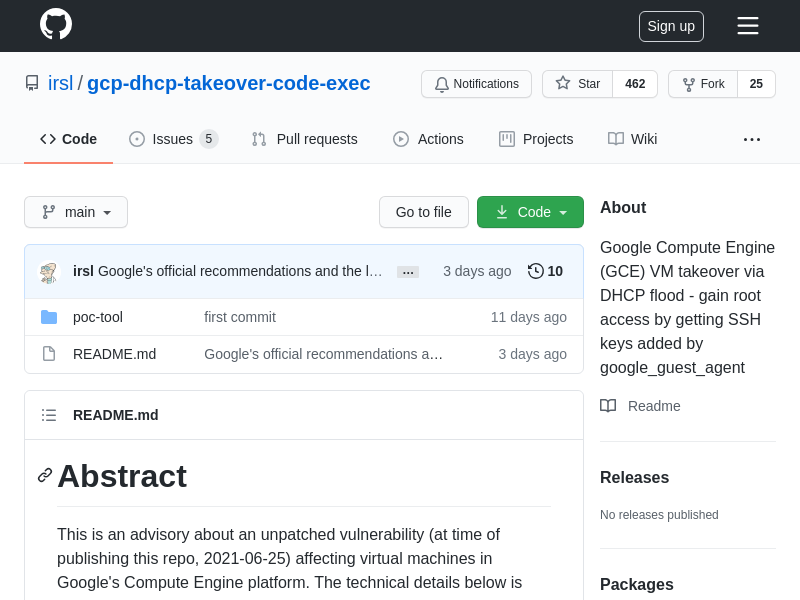 Sign up
irsl / gcp-dhcp-takeover-code-exec
Notifications
Star 462
Fork 25
Code
Issues 5
Pull requests
Actions
Projects
Wiki
...
main
Go to file
Code
irsl Google's official recommendations and the l… ... 3 days ago 10
poc-tool first commit 11 days ago
README.md Google's official recommendations a… 3 days ago
README.md
Abstract
This is an advisory about an unpatched vulnerability (at time of
publishing this repo, 2021-06-25) affecting virtual machines in
Google's Compute Engine platform. The technical details below is
About
Google Compute Engine
(GCE) VM takeover via
DHCP flood - gain root
access by getting SSH
keys added by
google_guest_agent
Readme
Releases
No releases published
Packages